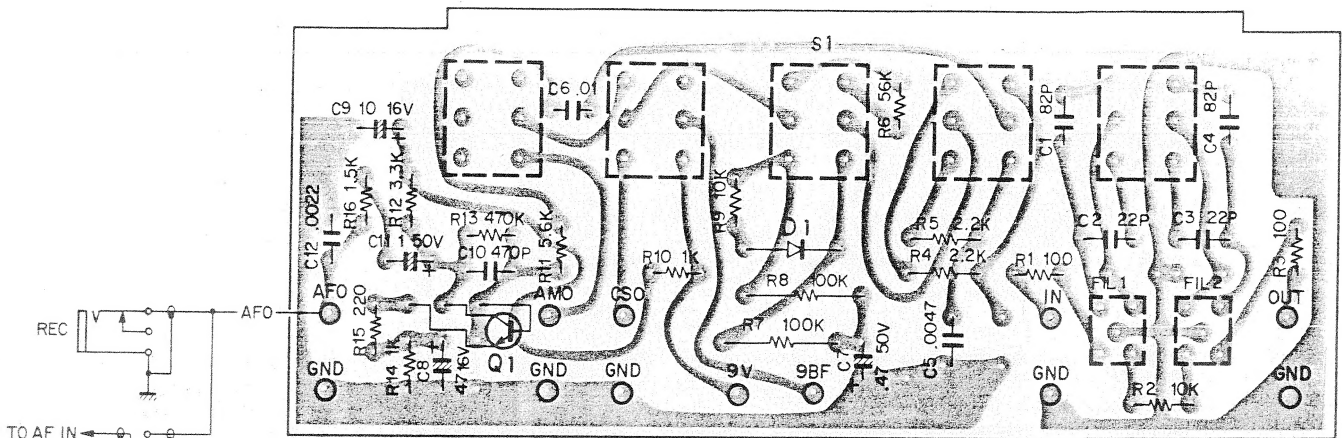 S1
C9 10 16V
C6 .01
R6 56K
C1 82P
C4 82P
R16 1.5K
R12 3.3K
R9 10K
C12 .0022
R13 470K
C11 1 50V
C10 470P
R11 5.6K
D1
R5 2.2K
C2 22P
C3 22P
R10 1K
R4 2.2K
R1 100
R3 100
R8 100K
FIL1
FIL2
AFO
AMO
CSO
IN
OUT
REC
AFO
R15 220
R7 100K
C7 .47 50V
C5 .0047
R14 1K
C8 47 16V
Q1
GND
GND
GND
9V
9BF
GND
GND
R2 10K
TO AF IN